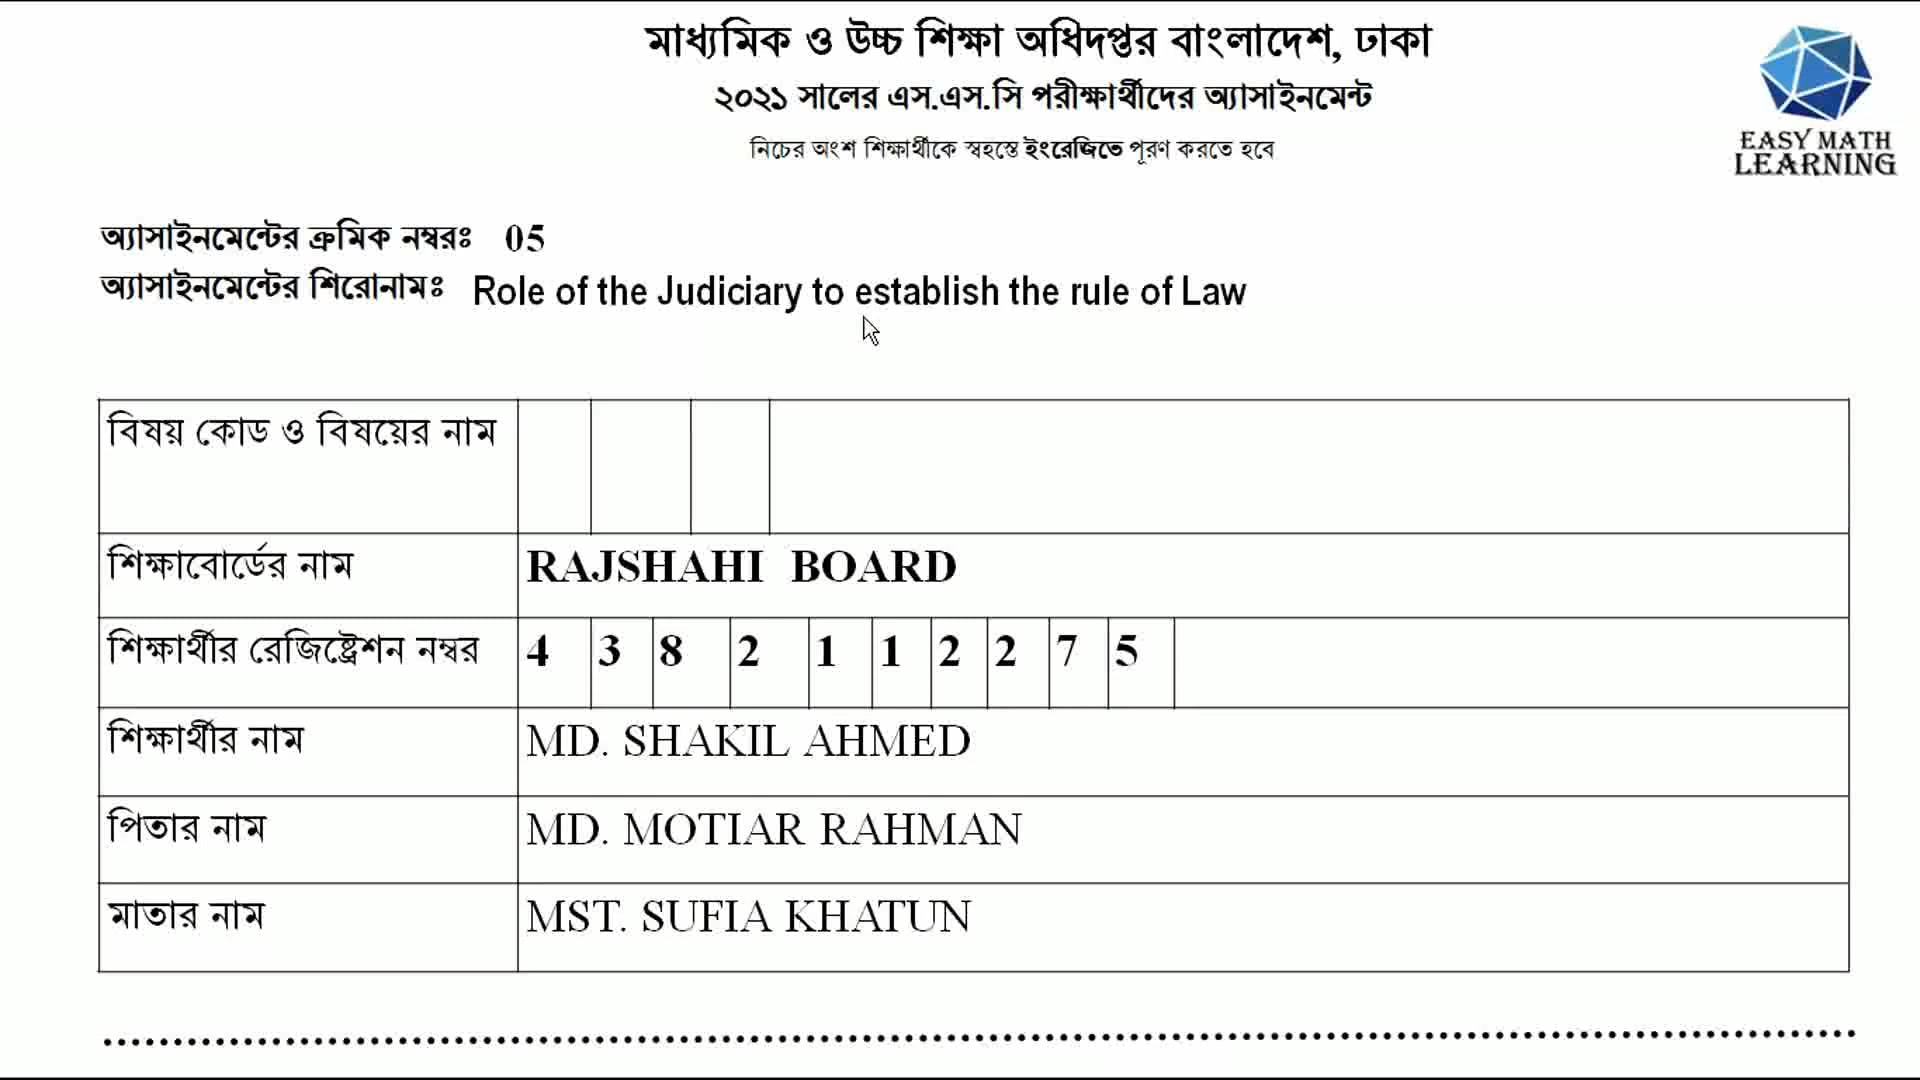 মাধ্যমিক ও উচ্চ শিক্ষা অধিদপ্তর বাংলাদেশ, ঢাকা
২০২১ সালের এস.এস.সি পরীক্ষার্থীদের অ্যাসাইনমেন্ট
নিচের অংশ শিক্ষার্থীকে স্বহস্তে ইংরেজিতে পূরণ করতে হবে
EASY MATH
LEARNING
অ্যাসাইনমেন্টের ক্রমিক নম্বরঃ 05
অ্যাসাইনমেন্টের শিরোনামঃ Role of the Judiciary to establish the rule of Law
বিষয় কোড ও বিষয়ের নাম
শিক্ষাবোর্ডের নাম RAJSHAHI BOARD
শিক্ষার্থীর রেজিষ্ট্রেশন নম্বর 4 3 8 2 1 1 2 2 7 5
শিক্ষার্থীর নাম MD. SHAKIL AHMED
পিতার নাম MD. MOTIAR RAHMAN
মাতার নাম MST. SUFIA KHATUN